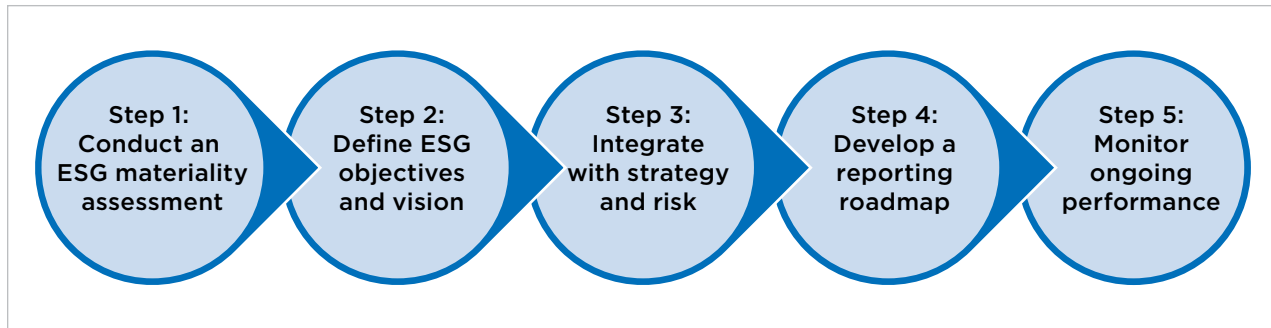 Step 1:
Conduct an
ESG materiality
assessment
Step 2:
Define ESG
objectives
and vision
Step 3:
Integrate
with strategy
and risk
Step 4:
Develop a
reporting
roadmap
Step 5:
Monitor
ongoing
performance